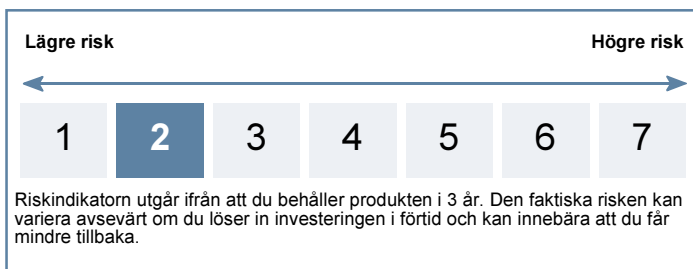 Lägre risk Högre risk
1 2 3 4 5 6 7
Riskindikatorn utgår ifrån att du behåller produkten i 3 år. Den faktiska risken kan
variera avsevärt om du löser in investeringen i förtid och kan innebära att du får
mindre tillbaka.